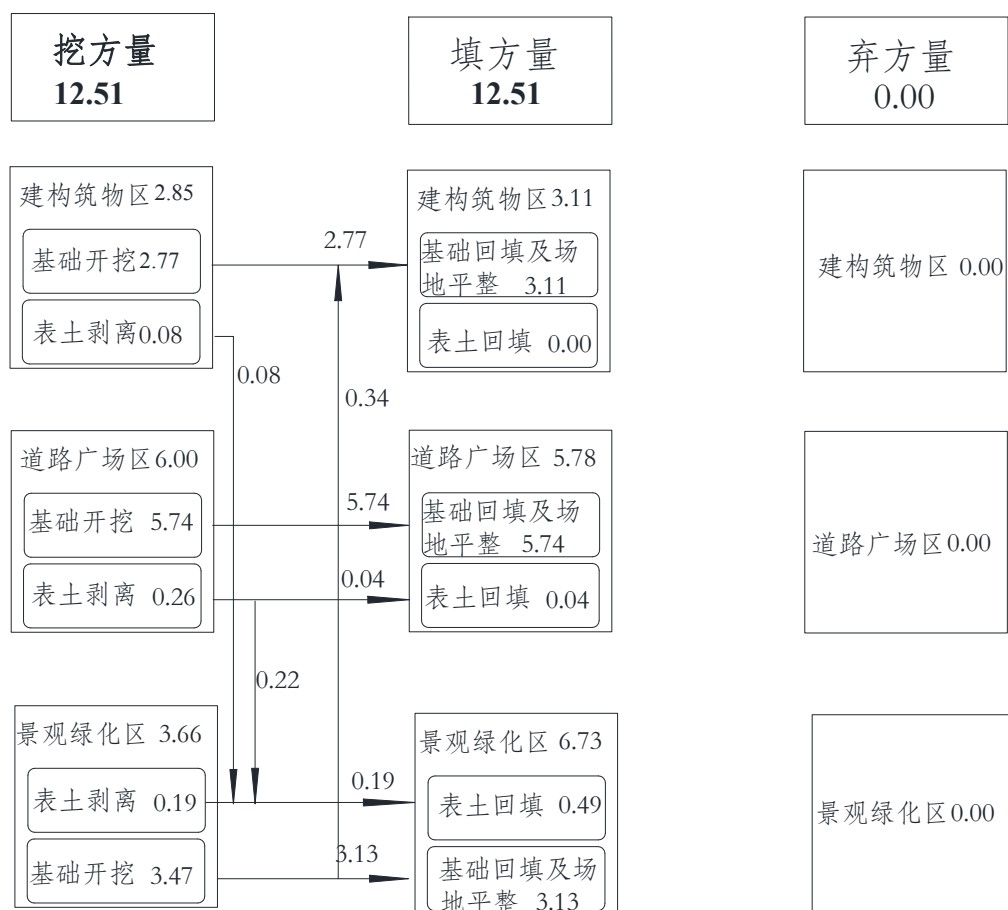 挖方量
12.51
填方量
12.51
弃方量
0.00
建构筑物区2.85
基础开挖2.77
表土剥离0.08
2.77
0.08
0.34
建构筑物区3.11
基础回填及场
地平整 3.11
表土回填 0.00
建构筑物区 0.00
道路广场区6.00
基础开挖 5.74
表土剥离 0.26
5.74
0.04
0.22
道路广场区 5.78
基础回填及场
地平整 5.74
表土回填 0.04
道路广场区0.00
景观绿化区 3.66
表土剥离 0.19
基础开挖 3.47
0.19
3.13
景观绿化区 6.73
表土回填 0.49
基础回填及场
地平整 3.13
景观绿化区0.00